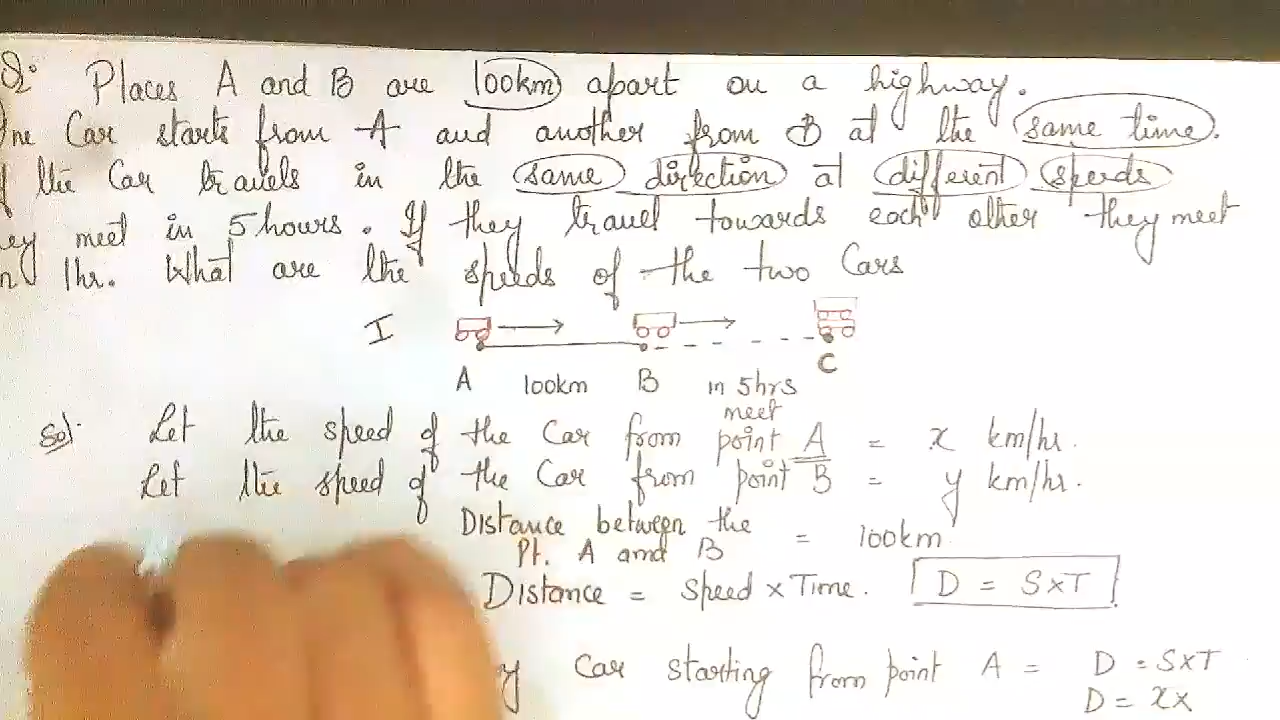 Q: Places A and B are 100km apart on a highway.
One Car starts from A and another from B at the same time.
If the Car travels in the same direction at different speeds
they meet in 5 hours. If they travel towards each other they meet
in 1hr. What are the speeds of the two Cars
I
A 100km B in 5hrs C
meet
Sol. Let the speed of the Car from point A = x km/hr.
Let the speed of the Car from point B = y km/hr.
Distance between the
Pt. A and B = 100km
Distance = Speed x Time. D = SxT
y Car starting from point A = D = SxT
D = xx